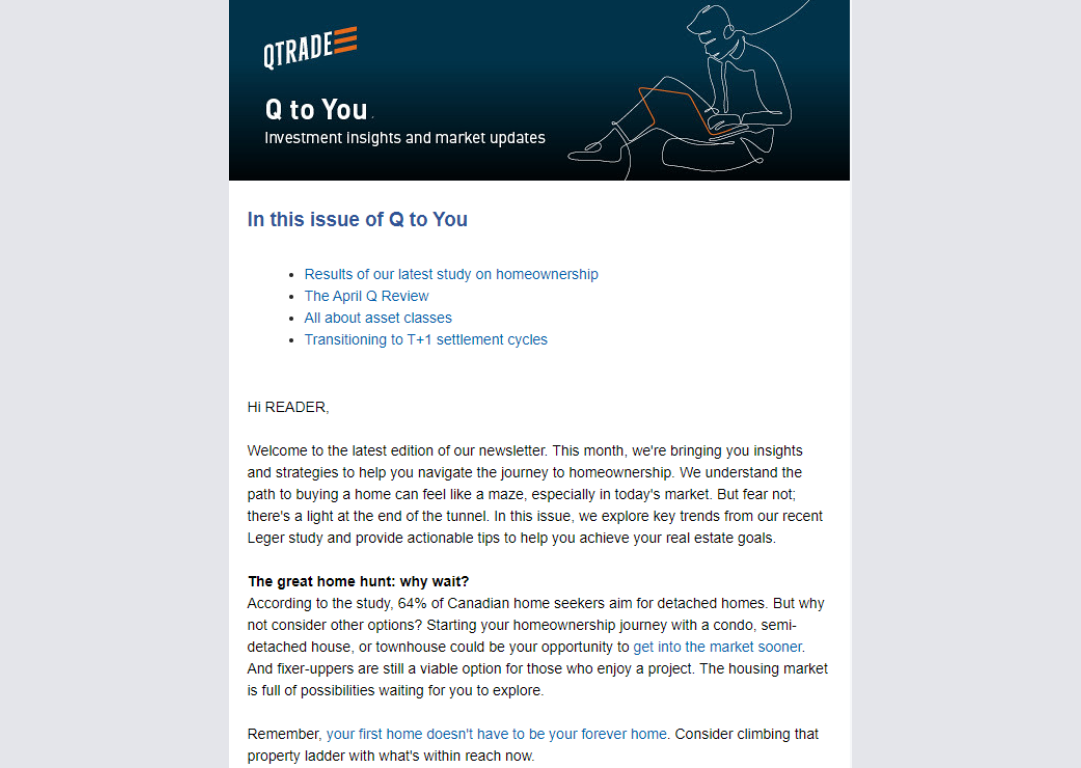 QTRADE
Q to You
Investment insights and market updates
In this issue of Q to You
• Results of our latest study on homeownership
• The April Q Review
• All about asset classes
• Transitioning to T+1 settlement cycles
Hi READER,
Welcome to the latest edition of our newsletter. This month, we're bringing you insights
and strategies to help you navigate the journey to homeownership. We understand the
path to buying a home can feel like a maze, especially in today's market. But fear not;
there's a light at the end of the tunnel. In this issue, we explore key trends from our recent
Leger study and provide actionable tips to help you achieve your real estate goals.
The great home hunt: why wait?
According to the study, 64% of Canadian home seekers aim for detached homes. But why
not consider other options? Starting your homeownership journey with a condo, semi-
detached house, or townhouse could be your opportunity to get into the market sooner.
And fixer-uppers are still a viable option for those who enjoy a project. The housing market
is full of possibilities waiting for you to explore.
Remember, your first home doesn't have to be your forever home. Consider climbing that
property ladder with what's within reach now.